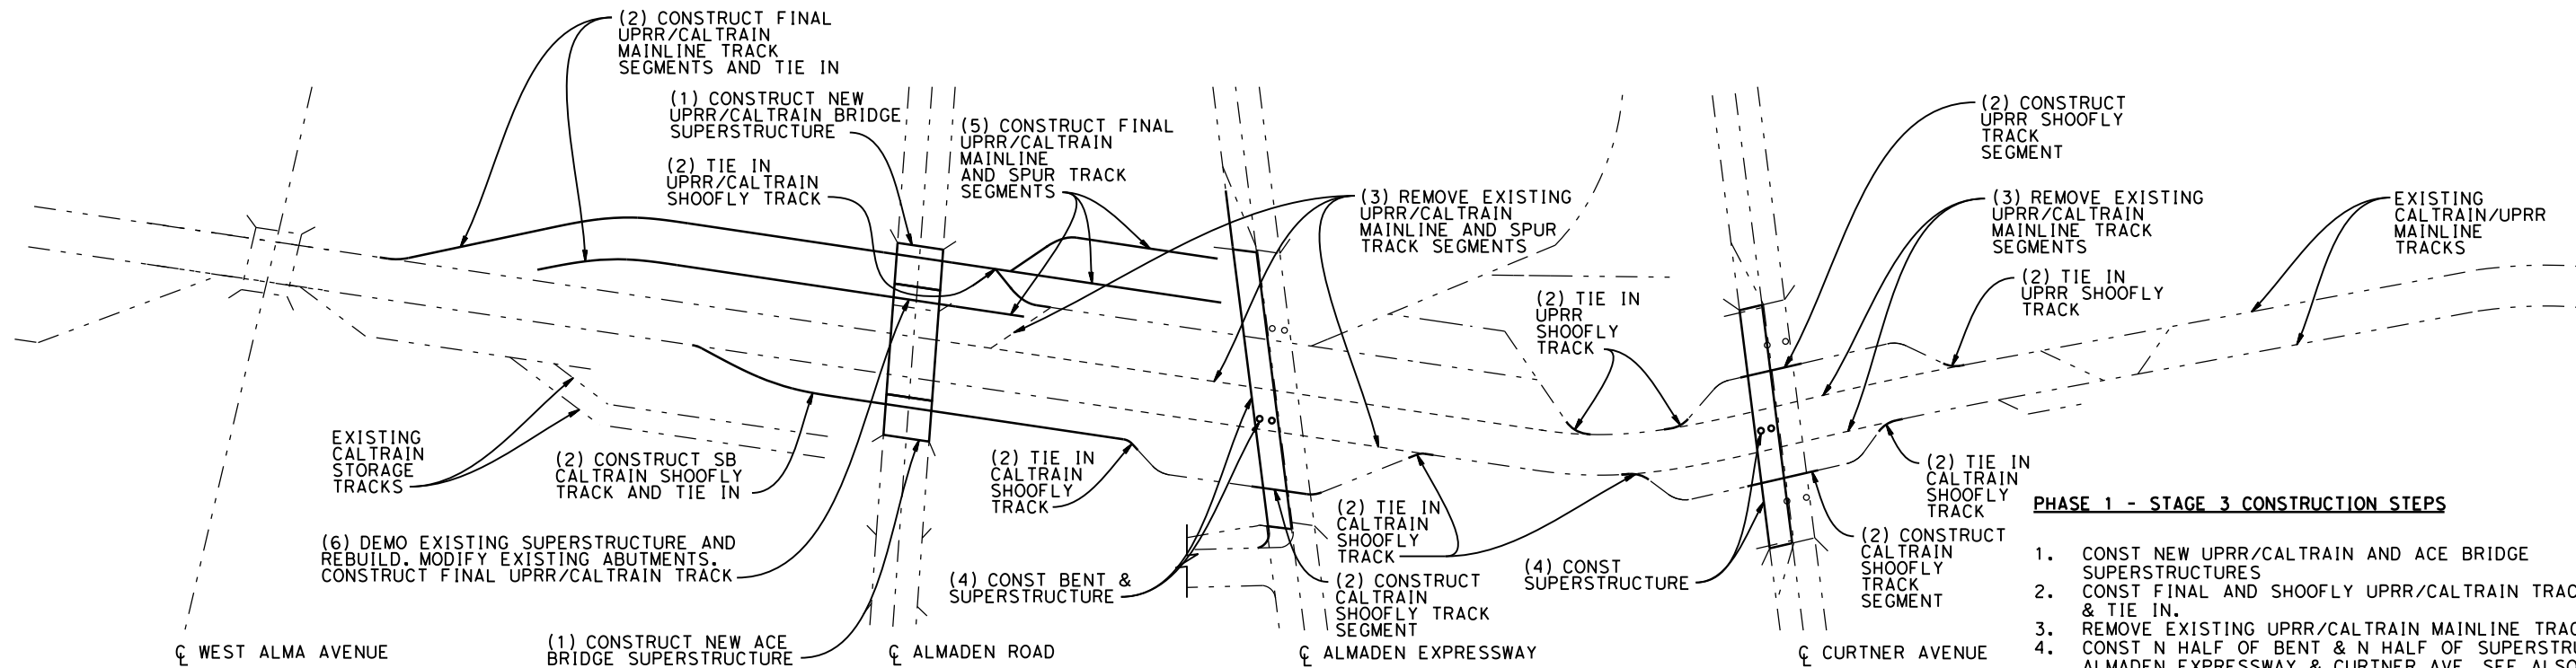 (2) CONSTRUCT FINAL
UPRR/CALTRAIN
MAINLINE TRACK
SEGMENTS AND TIE IN
(1) CONSTRUCT NEW
UPRR/CALTRAIN BRIDGE
SUPERSTRUCTURE
(2) TIE IN
UPRR/CALTRAIN
SHOOFLY TRACK
(5) CONSTRUCT FINAL
UPRR/CALTRAIN
MAINLINE
AND SPUR TRACK
SEGMENTS
(3) REMOVE EXISTING
UPRR/CALTRAIN
MAINLINE AND SPUR
TRACK SEGMENTS
(2) CONSTRUCT
UPRR SHOOFLY
TRACK
SEGMENT
(3) REMOVE EXISTING
UPRR/CALTRAIN
MAINLINE TRACK
SEGMENTS
EXISTING
CALTRAIN/UPRR
MAINLINE
TRACKS
(2) TIE IN
UPRR SHOOFLY
TRACK
(2) TIE IN
UPRR
SHOOFLY
TRACK
EXISTING
CALTRAIN
STORAGE
TRACKS
(2) CONSTRUCT SB
CALTRAIN SHOOFLY
TRACK AND TIE IN
(2) TIE IN
CALTRAIN
SHOOFLY
TRACK
(2) TIE IN
CALTRAIN
SHOOFLY
TRACK
(2) TIE IN
CALTRAIN
SHOOFLY
TRACK
(6) DEMO EXISTING SUPERSTRUCTURE AND
REBUILD. MODIFY EXISTING ABUTMENTS.
CONSTRUCT FINAL UPRR/CALTRAIN TRACK
(4) CONST BENT &
SUPERSTRUCTURE
(2) CONSTRUCT
CALTRAIN
SHOOFLY TRACK
SEGMENT
(4) CONST
SUPERSTRUCTURE
(2) CONSTRUCT
CALTRAIN
SHOOFLY
TRACK
SEGMENT
(1) CONSTRUCT NEW ACE
BRIDGE SUPERSTRUCTURE
℄ WEST ALMA AVENUE
℄ ALMADEN ROAD
℄ ALMADEN EXPRESSWAY
℄ CURTNER AVENUE
PHASE 1 - STAGE 3 CONSTRUCTION STEPS
1. CONST NEW UPRR/CALTRAIN AND ACE BRIDGE
SUPERSTRUCTURES
2. CONST FINAL AND SHOOFLY UPRR/CALTRAIN TRAC
& TIE IN.
3. REMOVE EXISTING UPRR/CALTRAIN MAINLINE TRAC
4. CONST N HALF OF BENT & N HALF OF SUPERSTR
ALMADEN EXPRESSWAY & CURTNER AVE. SEE